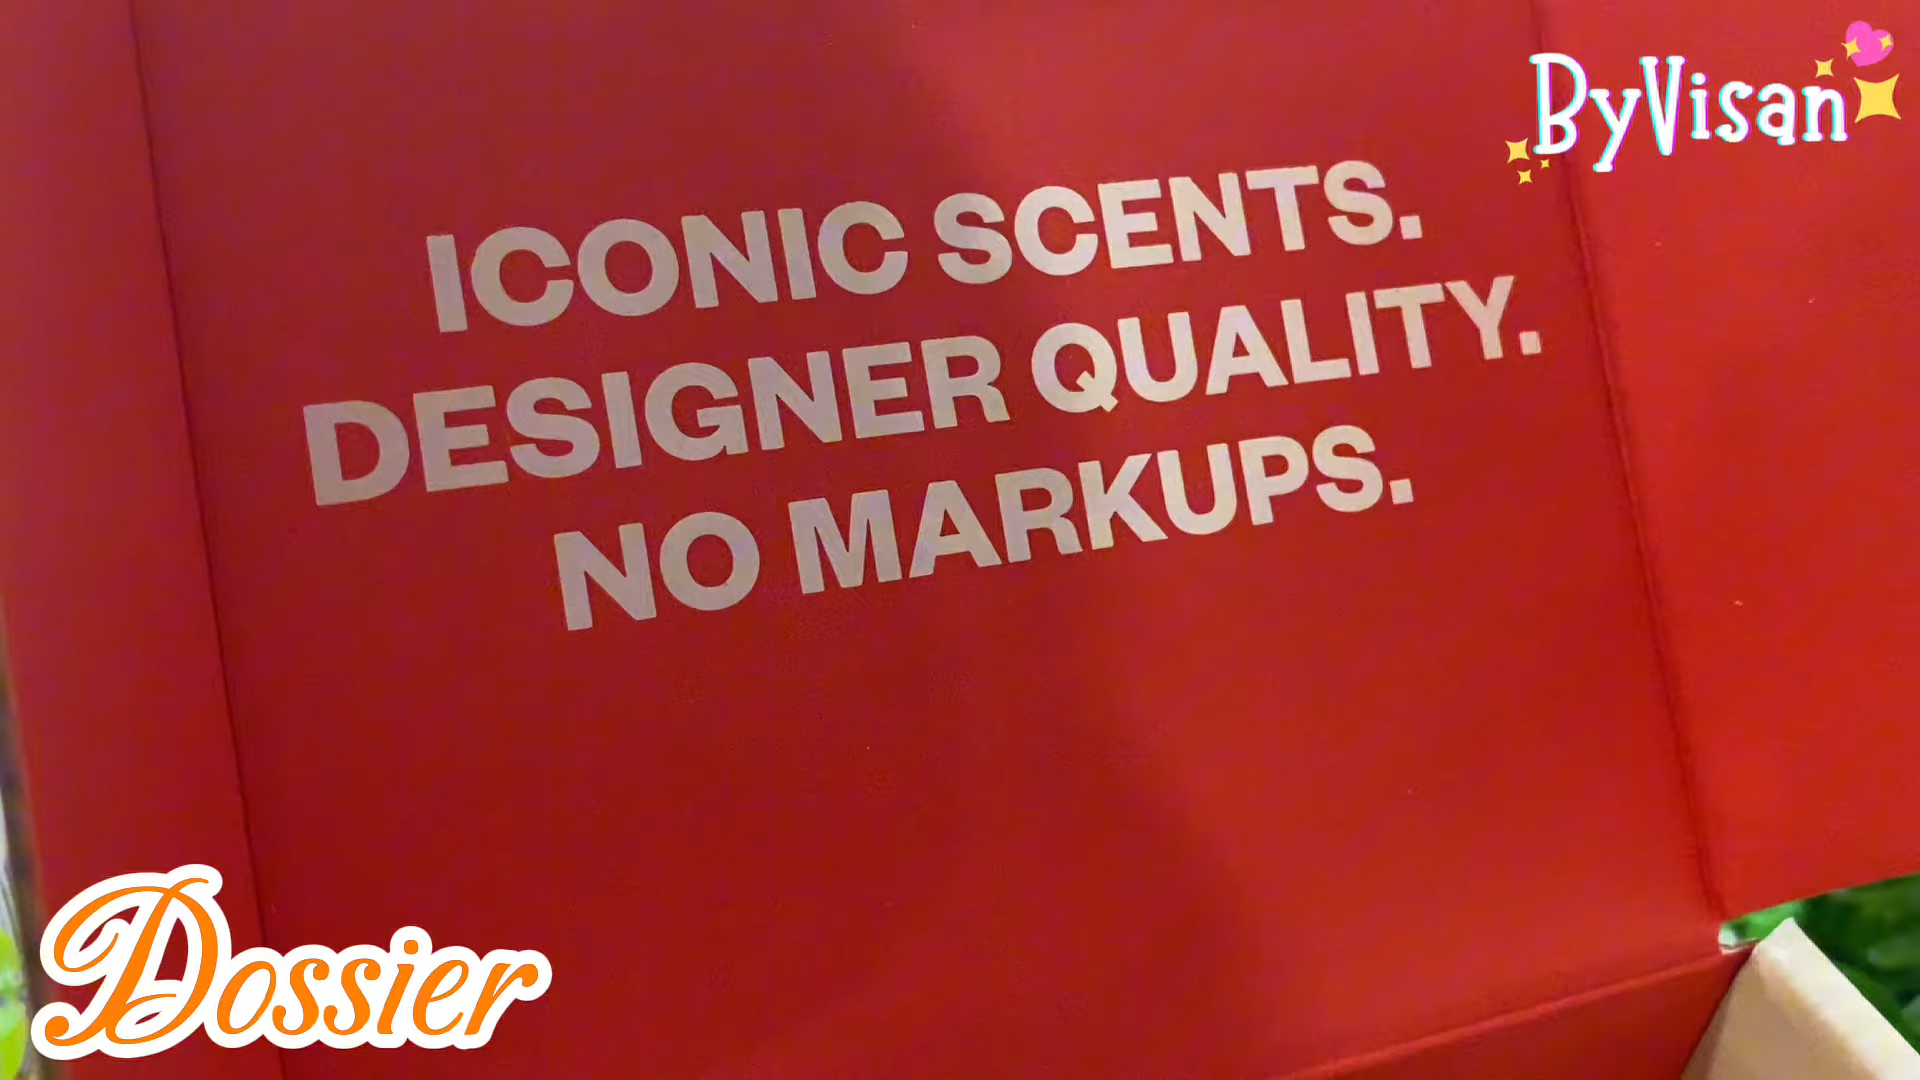 ByVisan
ICONIC SCENTS.
DESIGNER QUALITY.
NO MARKUPS.
Dossier